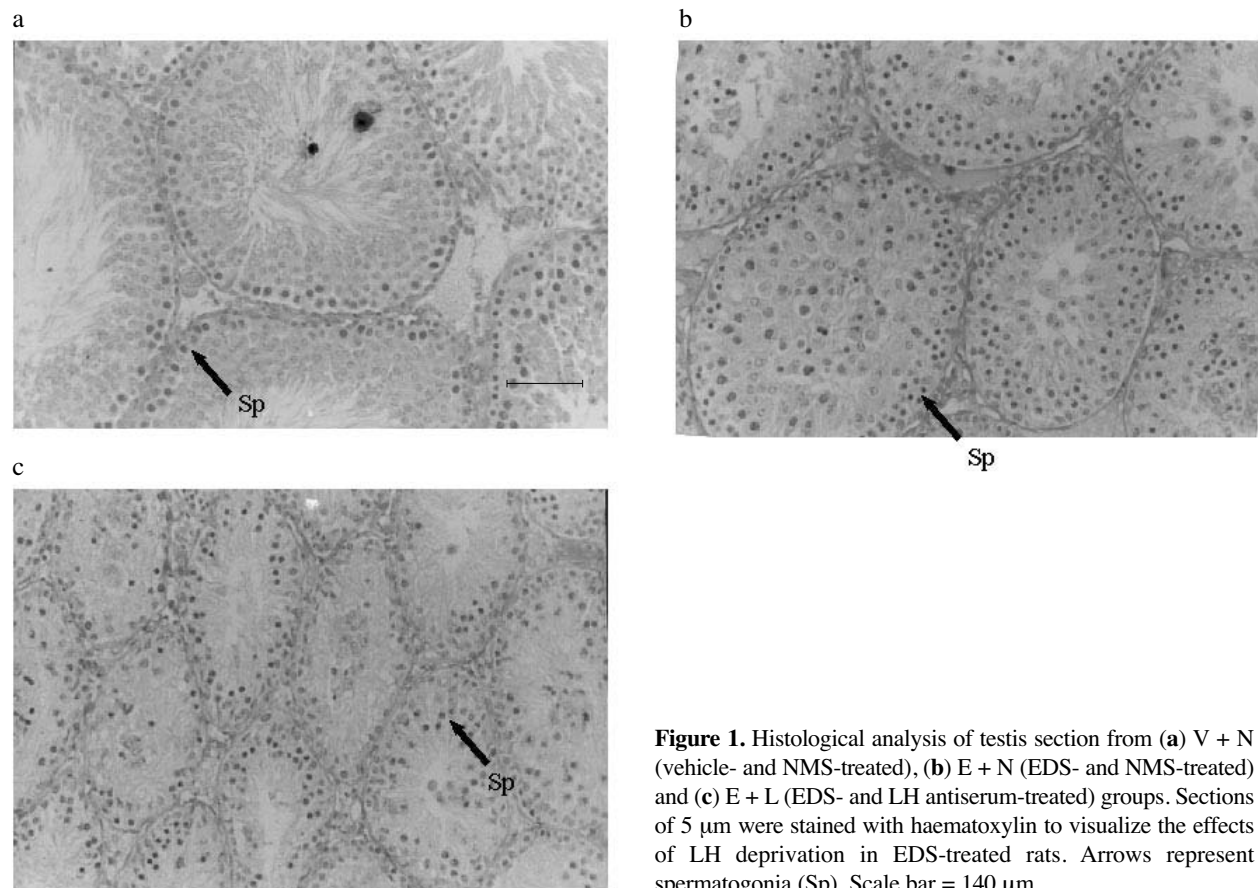 a
b
Sp
Sp
c
Sp
Figure 1. Histological analysis of testis section from (a) V + N
(vehicle- and NMS-treated), (b) E + N (EDS- and NMS-treated)
and (c) E + L (EDS- and LH antiserum-treated) groups. Sections
of 5 μm were stained with haematoxylin to visualize the effects
of LH deprivation in EDS-treated rats. Arrows represent
spermatogonia (Sp). Scale bar = 140 μm.